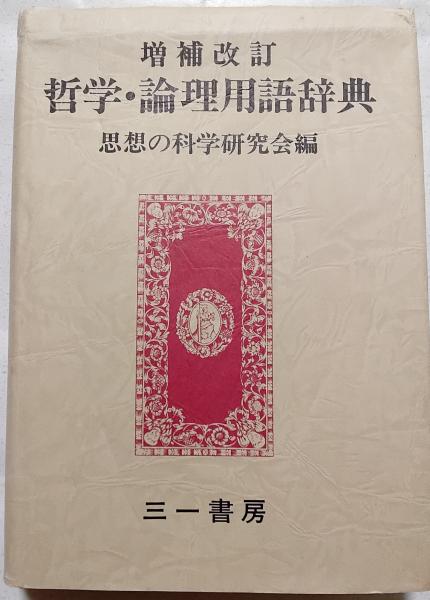 増補改訂
哲学・論理用語辞典
思想の科学研究会編
三一書房